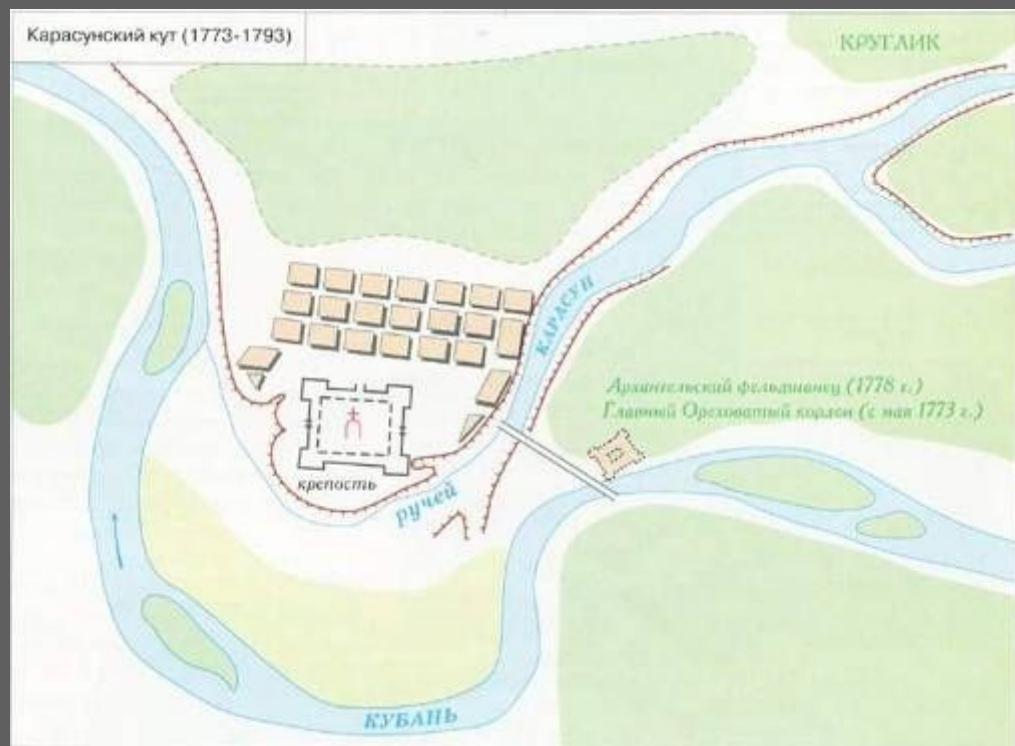 Карасунский кут (1773-1793)
КРУГЛИК
КАРАСУН
Архангельский фельдшанец (1778 г.)
Главный Ореховатый кордон (с мая 1773 г.)
крепость
ручей
КУБАНЬ